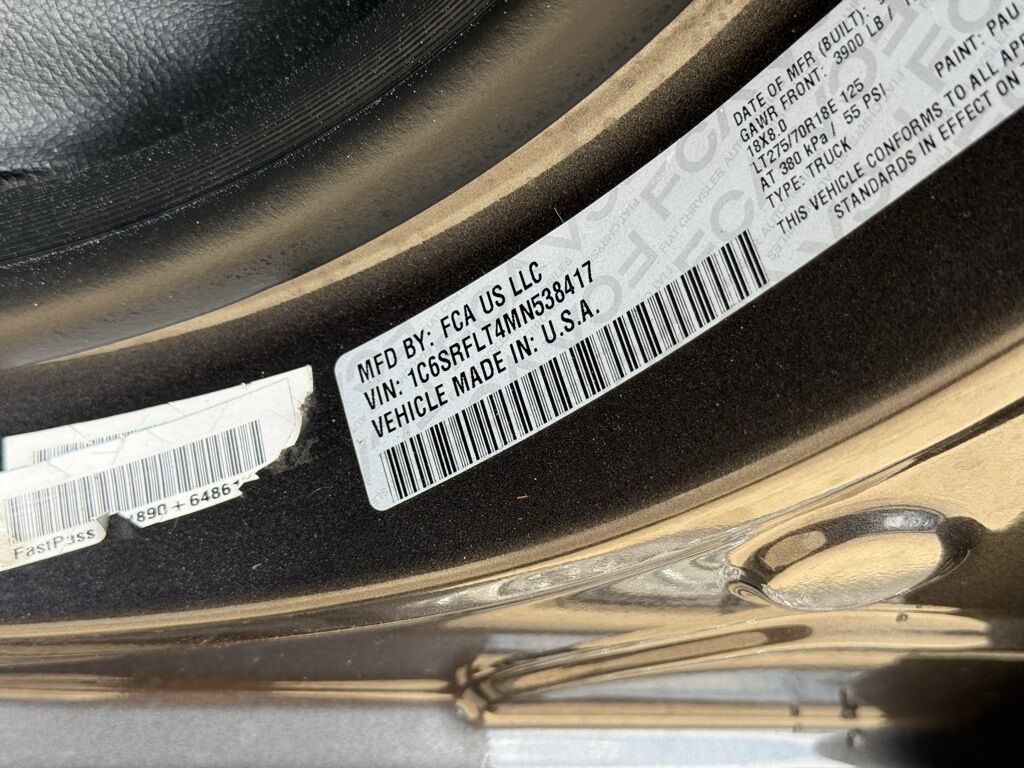 MFD BY: FCA US LLC
VIN: 1C6SRFLT4MN538417
VEHICLE MADE IN: U.S.A.
DATE OF MFR (BUILT):
GAWR FRONT: 3900 LB /
18X8.0
LT275/70R18E 125
AT 380 kPa / 55 PSI
TYPE: TRUCK
PAINT: PAU
THIS VEHICLE CONFORMS TO ALL
STANDARDS IN EFFECT ON
890 + 6486
FastPass
FCA